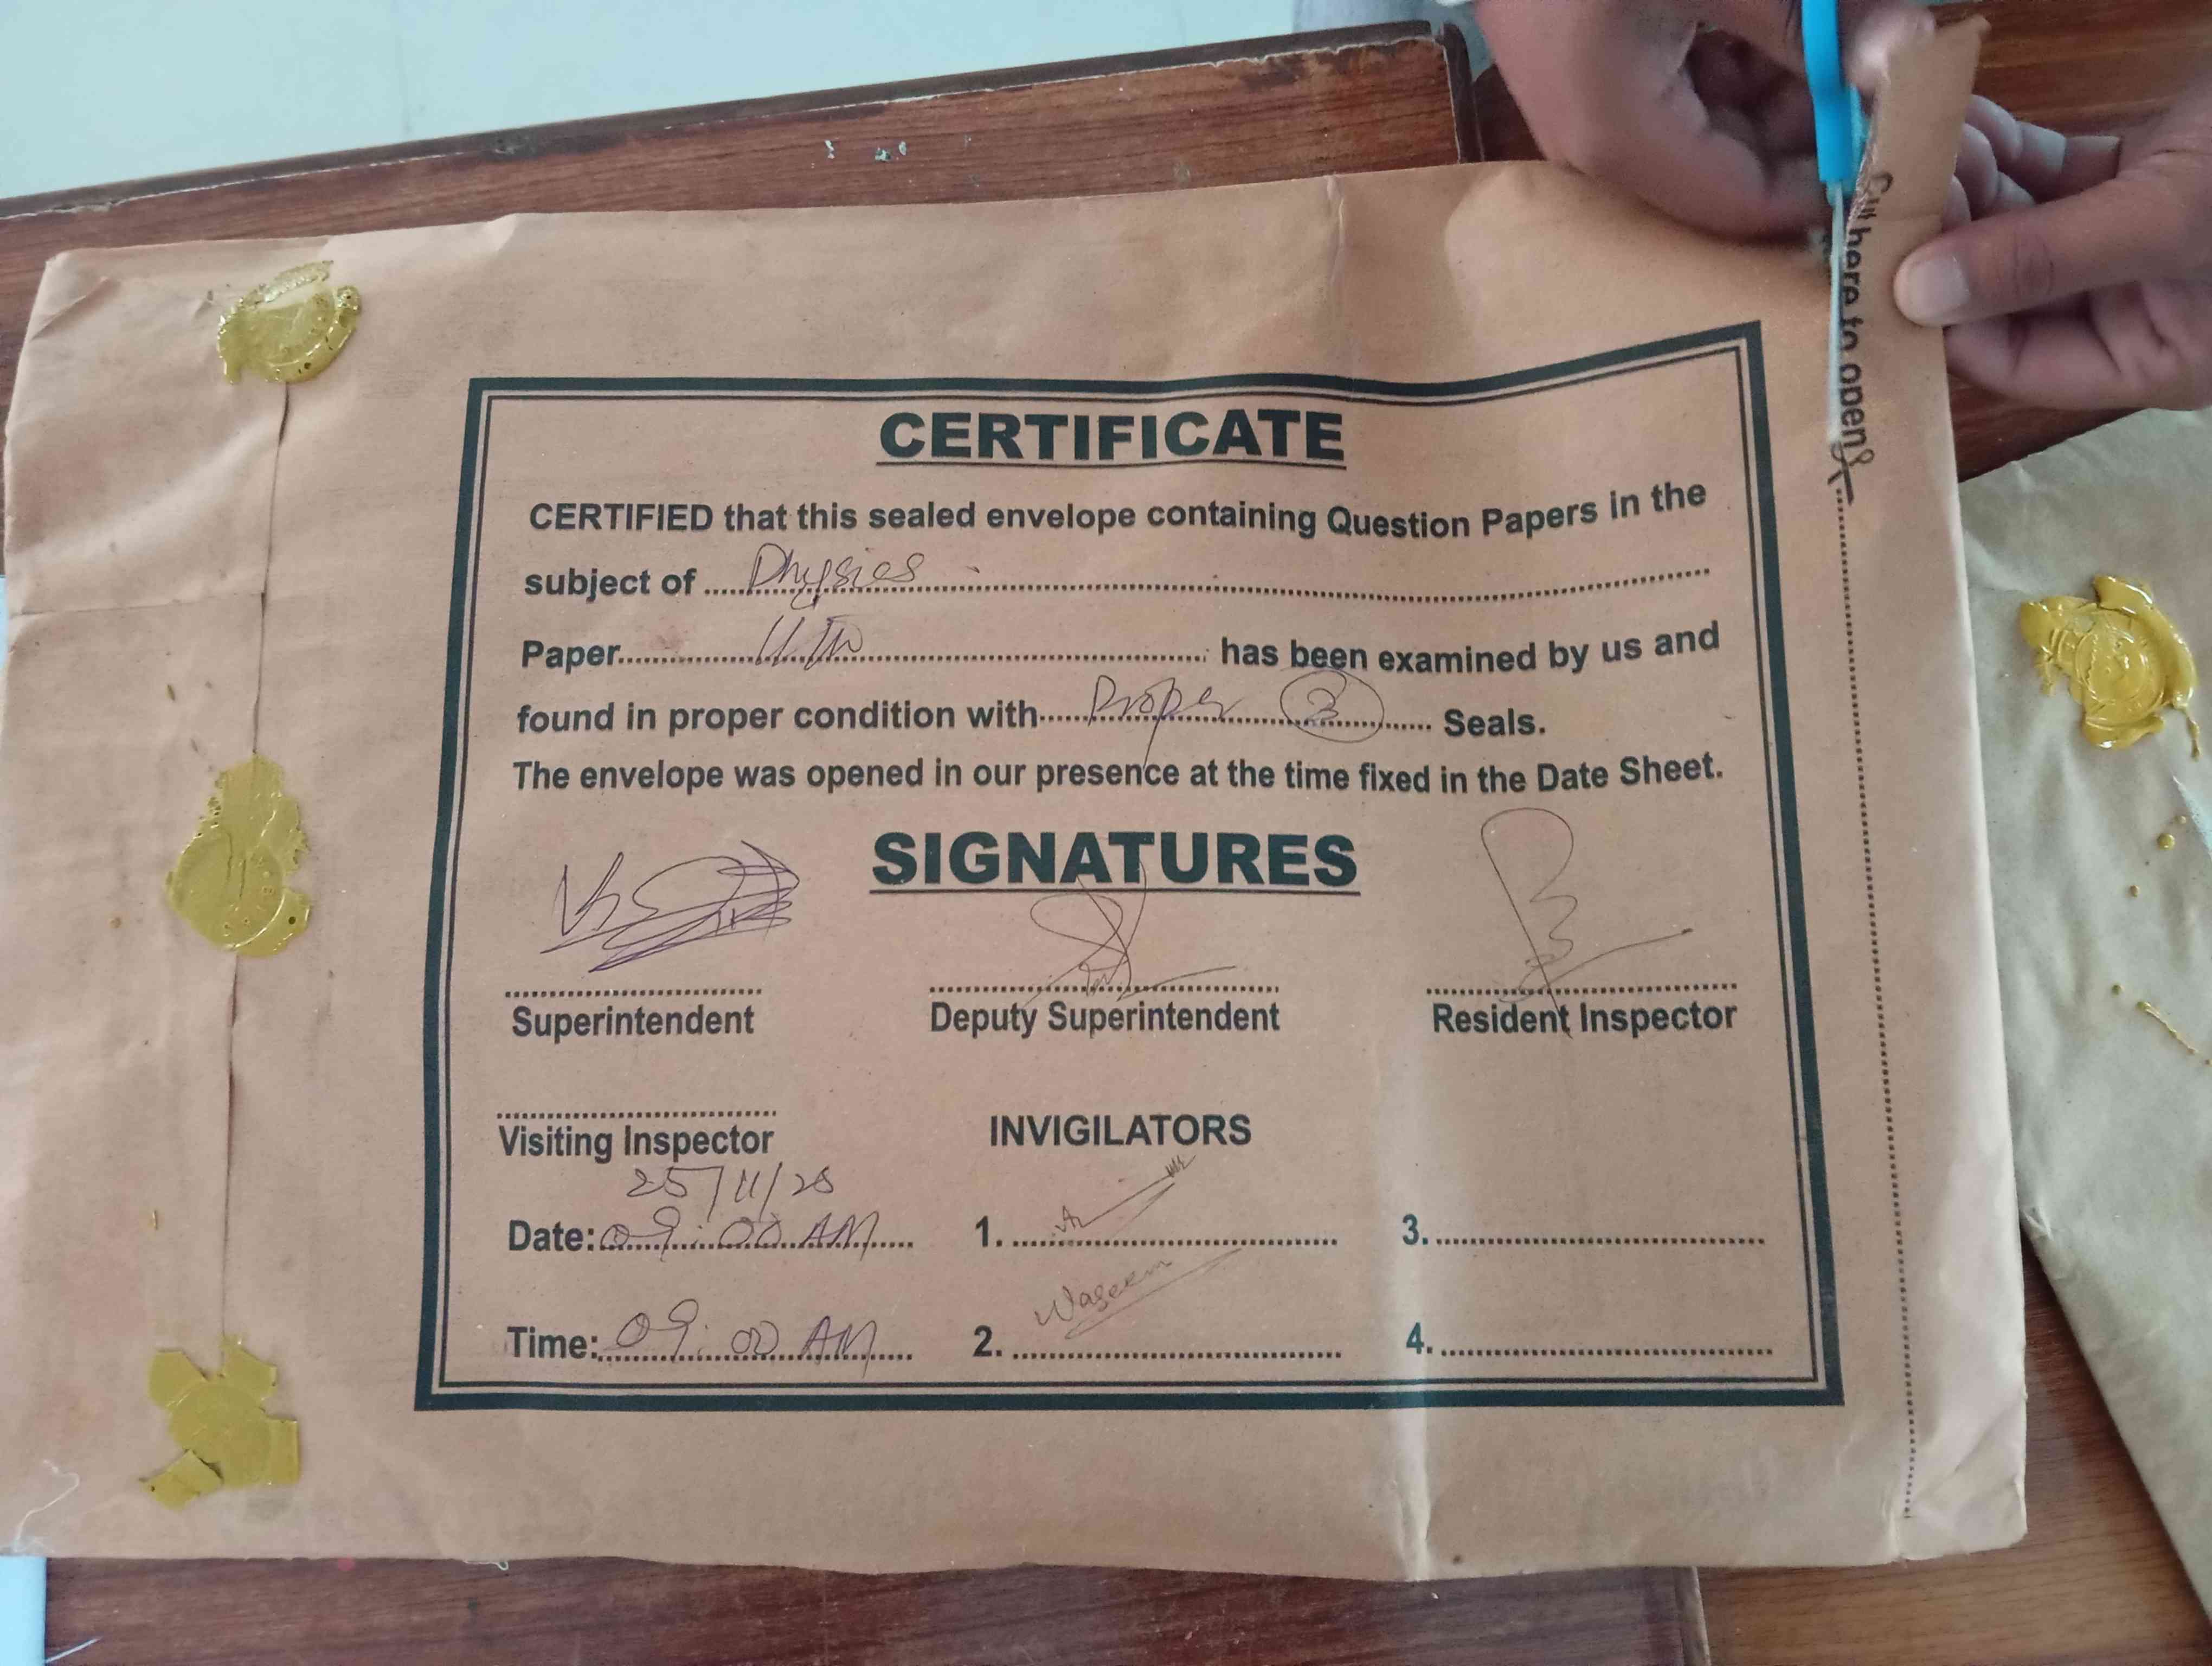 Cut here to open
CERTIFICATE
CERTIFIED that this sealed envelope containing Question Papers in the
subject of Physics
Paper 11th has been examined by us and
found in proper condition with Proper 3 Seals.
The envelope was opened in our presence at the time fixed in the Date Sheet.
SIGNATURES
Superintendent Deputy Superintendent Resident Inspector
Visiting Inspector INVIGILATORS
25/11/25
Date: 09:00 AM 1. 3.
Time: 09:00 AM 2. Waseem 4.